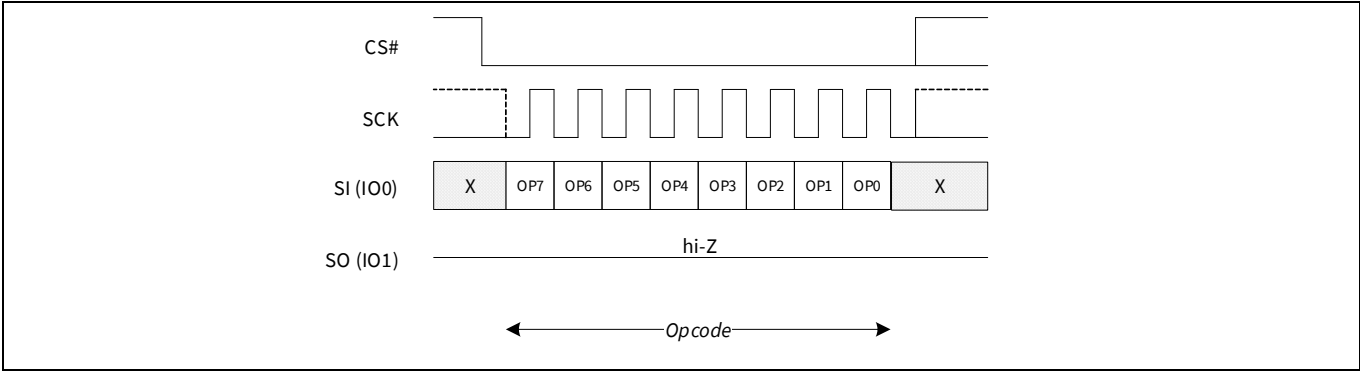 CS#
SCK
SI (IO0) X OP7 OP6 OP5 OP4 OP3 OP2 OP1 OP0 X
hi-Z
SO (IO1)
Opcode